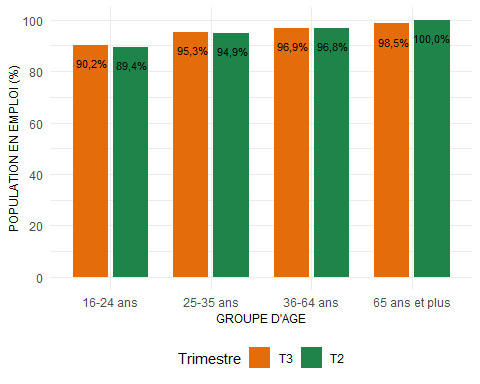 100
80
60
40
20
0
POPULATION EN EMPLOI (%)
90,2% 89,4% 95,3% 94,9% 96,9% 96,8% 98,5% 100,0%
16-24 ans 25-35 ans 36-64 ans 65 ans et plus
GROUPE D'AGE
Trimestre T3 T2